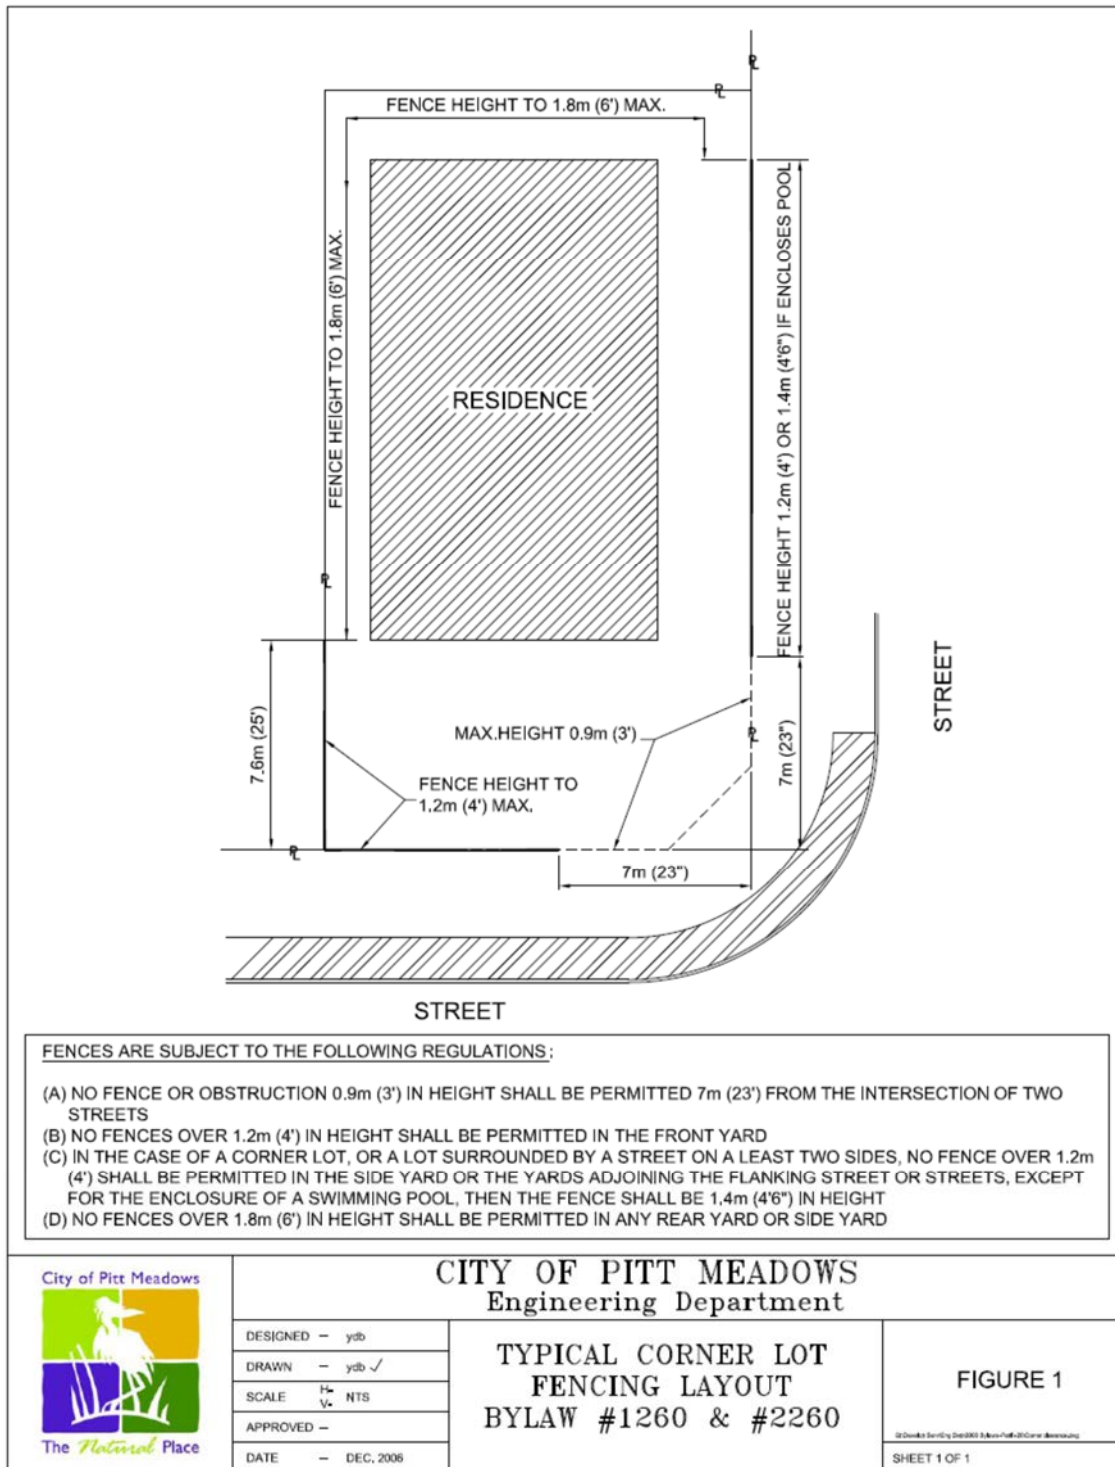 ℄
℄
FENCE HEIGHT TO 1.8m (6') MAX.
FENCE HEIGHT TO 1.8m (6') MAX.
FENCE HEIGHT 1.2m (4') OR 1.4m (4'6") IF ENCLOSES POOL
RESIDENCE
℄
STREET
7.6m (25')
MAX.HEIGHT 0.9m (3')
℄
7m (23")
FENCE HEIGHT TO
1.2m (4') MAX.
℄
7m (23")
STREET
FENCES ARE SUBJECT TO THE FOLLOWING REGULATIONS:
(A) NO FENCE OR OBSTRUCTION 0.9m (3') IN HEIGHT SHALL BE PERMITTED 7m (23') FROM THE INTERSECTION OF TWO
STREETS
(B) NO FENCES OVER 1.2m (4') IN HEIGHT SHALL BE PERMITTED IN THE FRONT YARD
(C) IN THE CASE OF A CORNER LOT, OR A LOT SURROUNDED BY A STREET ON A LEAST TWO SIDES, NO FENCE OVER 1.2m
(4') SHALL BE PERMITTED IN THE SIDE YARD OR THE YARDS ADJOINING THE FLANKING STREET OR STREETS, EXCEPT
FOR THE ENCLOSURE OF A SWIMMING POOL, THEN THE FENCE SHALL BE 1.4m (4'6") IN HEIGHT
(D) NO FENCES OVER 1.8m (6') IN HEIGHT SHALL BE PERMITTED IN ANY REAR YARD OR SIDE YARD
City of Pitt Meadows
The Natural Place
CITY OF PITT MEADOWS
Engineering Department
DESIGNED – ydb
DRAWN – ydb ✓
SCALE H- V- NTS
APPROVED –
DATE – DEC, 2006
TYPICAL CORNER LOT
FENCING LAYOUT
BYLAW #1260 & #2260
FIGURE 1
SHEET 1 OF 1